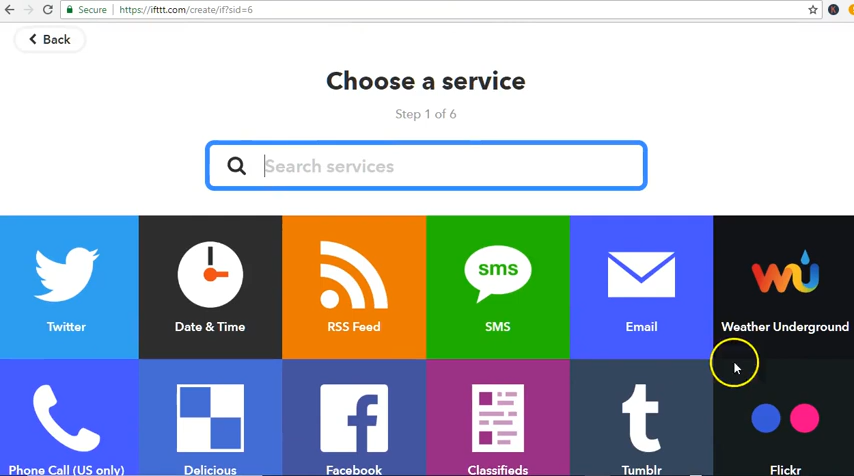 Secure https://ifttt.com/create/if?sid=6
Back
Choose a service
Step 1 of 6
Search services
sms
WU
Twitter
Date & Time
RSS Feed
SMS
Email
Weather Underground
Phone Call (US only)
Delicious
Facebook
Classifieds
Tumblr
Flickr